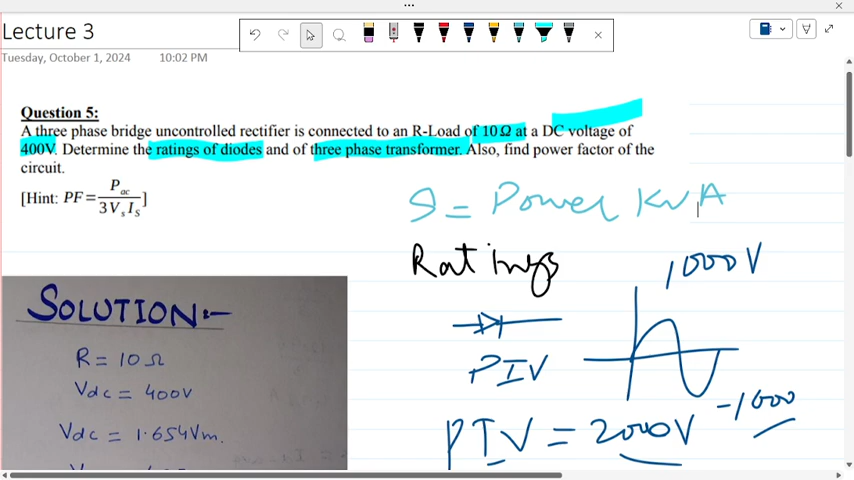 Lecture 3
Tuesday, October 1, 2024 10:02 PM
Question 5:
A three phase bridge uncontrolled rectifier is connected to an R-Load of 10Ω at a DC voltage of
400V. Determine the ratings of diodes and of three phase transformer. Also, find power factor of the
circuit.
[Hint: PF = Pac / 3VsIS]
S = Power KVA
Ratings
1000V
PIV
-1000
PIV = 2000V
SOLUTION:-
R = 10Ω
Vdc = 400V
Vdc = 1.654Vm.